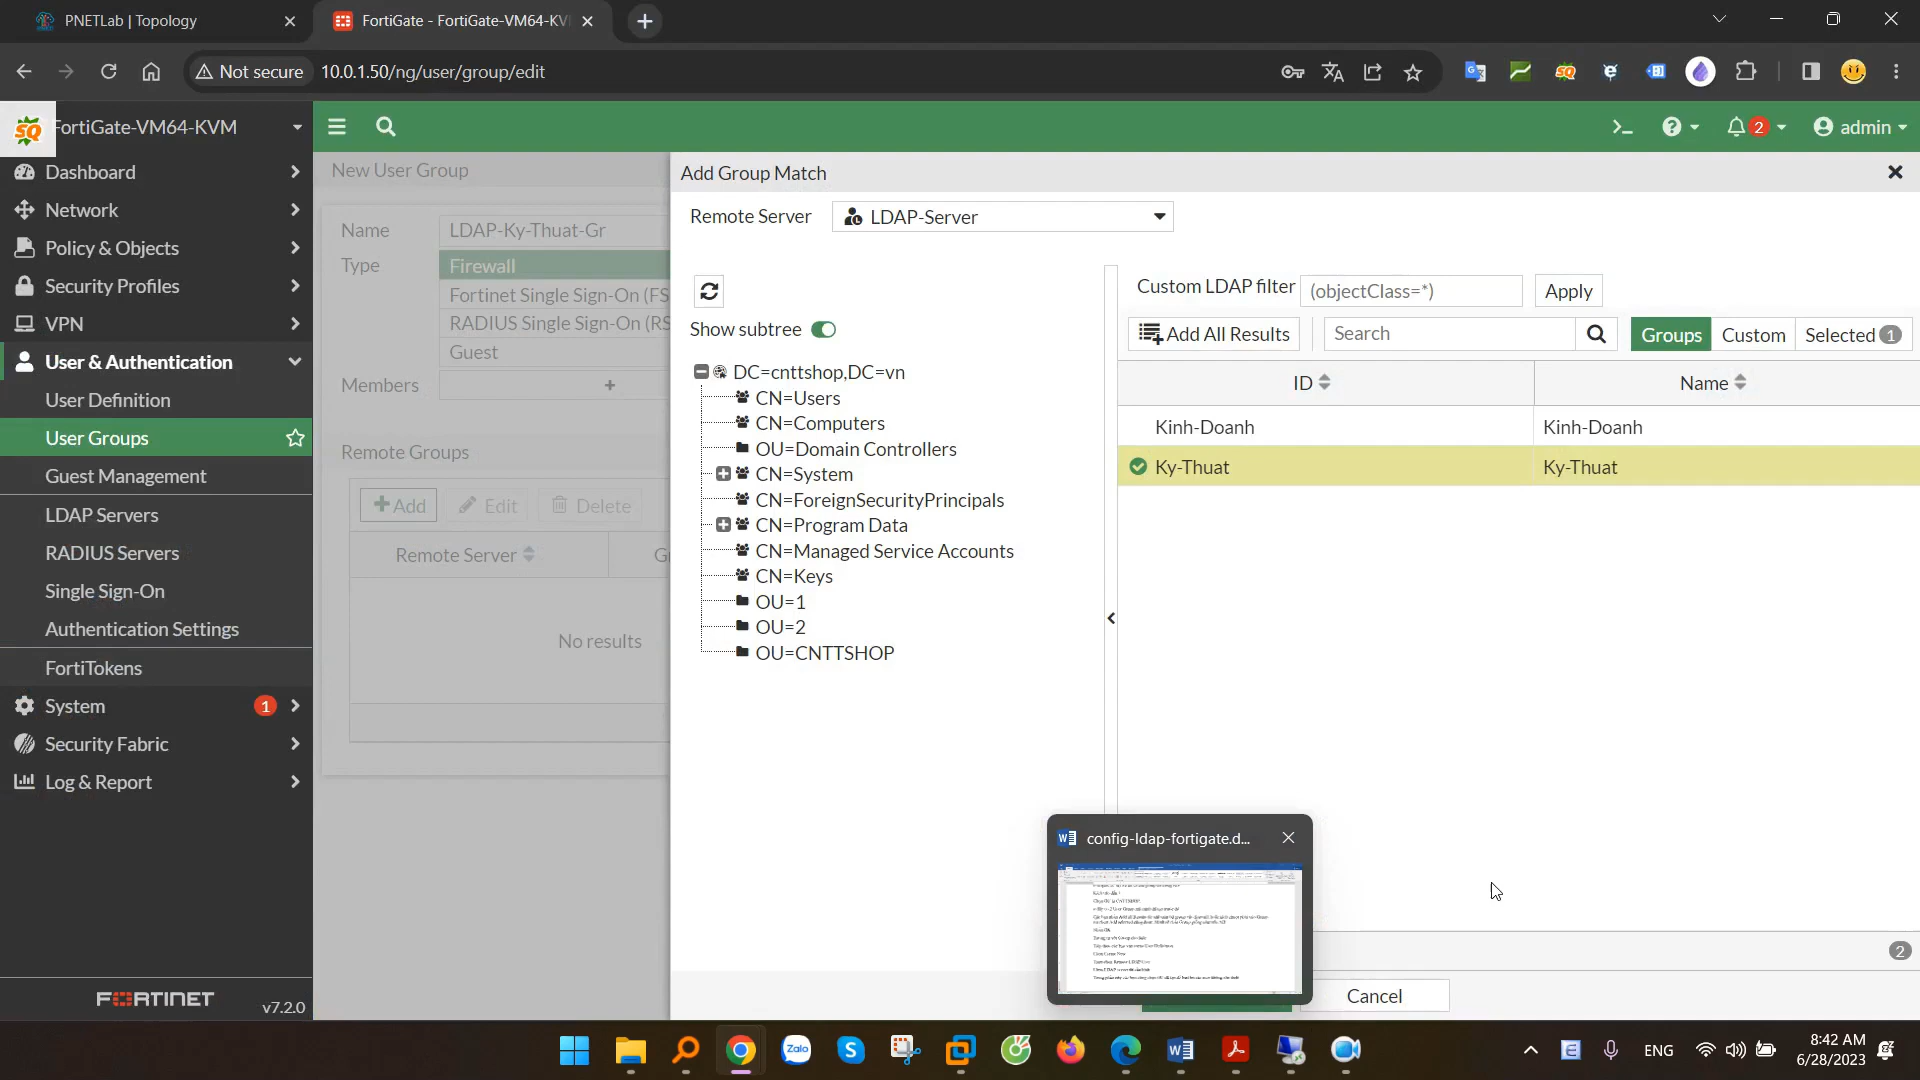 PNETLab | Topology
FortiGate - FortiGate-VM64-KV
Not secure
10.0.1.50/ng/user/group/edit
SQ
FortiGate-VM64-KVM
2
admin
Dashboard
Network
Policy & Objects
Security Profiles
VPN
User & Authentication
User Definition
User Groups
Guest Management
LDAP Servers
RADIUS Servers
Single Sign-On
Authentication Settings
FortiTokens
System
1
Security Fabric
Log & Report
FORTINET
v7.2.0
New User Group
Name
LDAP-Ky-Thuat-Gr
Type
Firewall
Fortinet Single Sign-On (FS
RADIUS Single Sign-On (RS
Guest
Members
Remote Groups
Add
Edit
Delete
Remote Server
No results
Add Group Match
Remote Server
LDAP-Server
Show subtree
DC=cnttshop,DC=vn
CN=Users
CN=Computers
OU=Domain Controllers
CN=System
CN=ForeignSecurityPrincipals
CN=Program Data
CN=Managed Service Accounts
CN=Keys
OU=1
OU=2
OU=CNTTSHOP
Custom LDAP filter
(objectClass=*)
Apply
Add All Results
Search
Groups
Custom
Selected 1
ID
Name
Kinh-Doanh
Kinh-Doanh
Ky-Thuat
Ky-Thuat
2
Cancel
config-ldap-fortigate.d...
Zalo
ENG
8:42 AM
6/28/2023